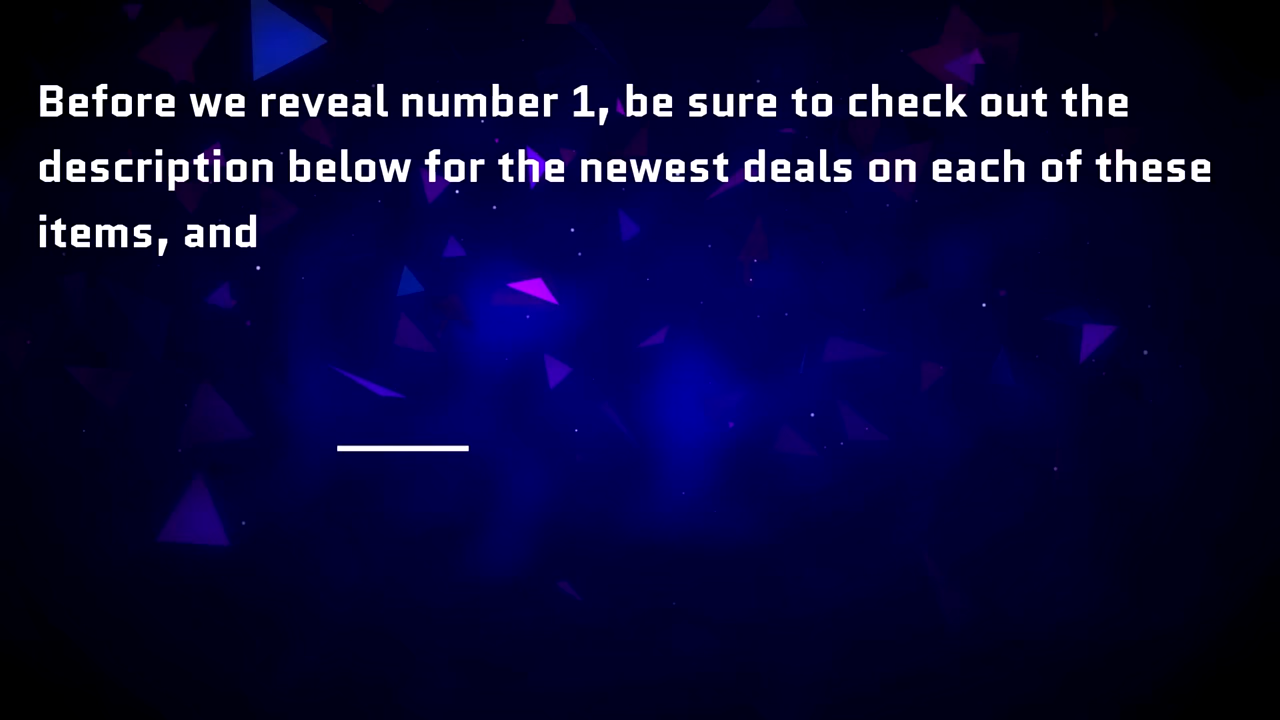 Before we reveal number 1, be sure to check out the
description below for the newest deals on each of these
items, and